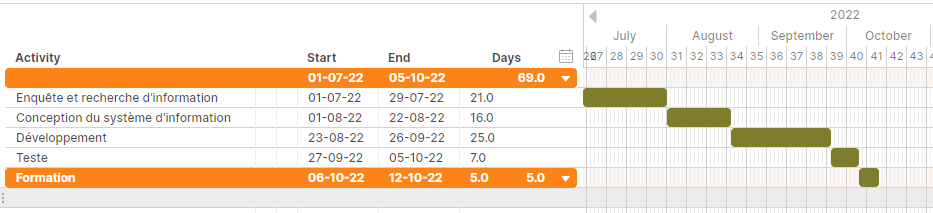 2022
July August September October
Activity Start End Days
27 28 29 30 31 32 33 34 35 36 37 38 39 40 41 42 43
01-07-22 05-10-22 69.0
Enquête et recherche d'information 01-07-22 29-07-22 21.0
Conception du système d'information 01-08-22 22-08-22 16.0
Développement 23-08-22 26-09-22 25.0
Teste 27-09-22 05-10-22 7.0
Formation 06-10-22 12-10-22 5.0 5.0